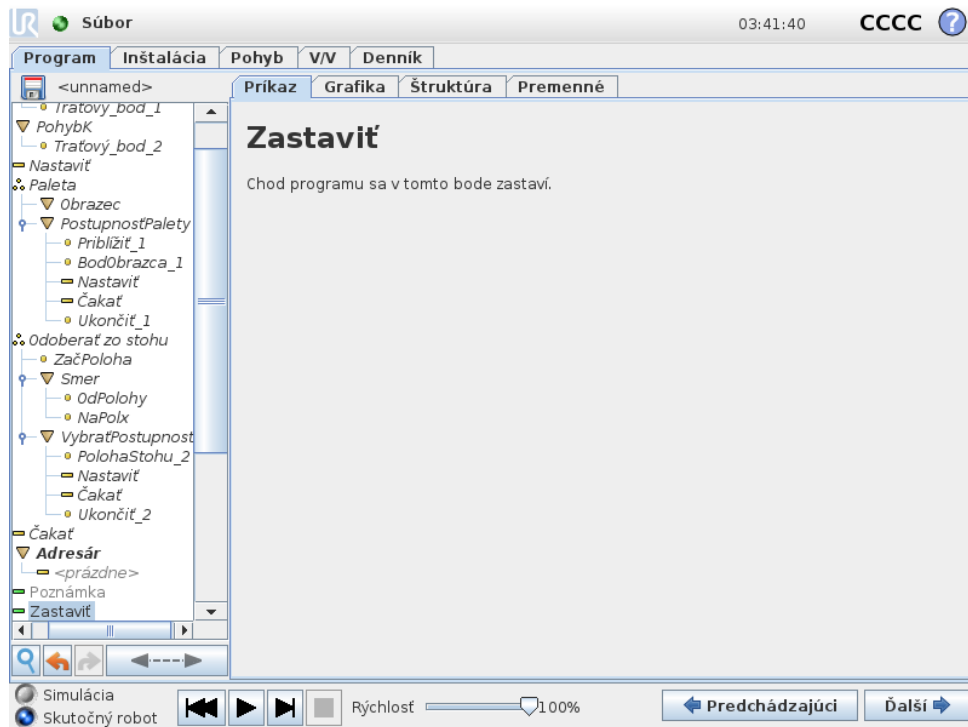 Súbor
03:41:40
CCCC
?
Program
Inštalácia
Pohyb
V/V
Denník
<unnamed>
Príkaz
Grafika
Štruktúra
Premenné
Traťový_bod_1
PohybK
Traťový_bod_2
Nastaviť
Paleta
Obrazec
PostupnosťPalety
Priblížiť_1
BodObrazca_1
Nastaviť
Čakať
Ukončiť_1
Odoberať zo stohu
ZačPoloha
Smer
OdPolohy
NaPolx
VybraťPostupnost
PolohaStohu_2
Nastaviť
Čakať
Ukončiť_2
Čakať
Adresár
<prázdne>
Poznámka
Zastaviť
Zastaviť
Chod programu sa v tomto bode zastaví.
Simulácia
Skutočný robot
Rýchlosť
100%
Predchádzajúci
Ďalší